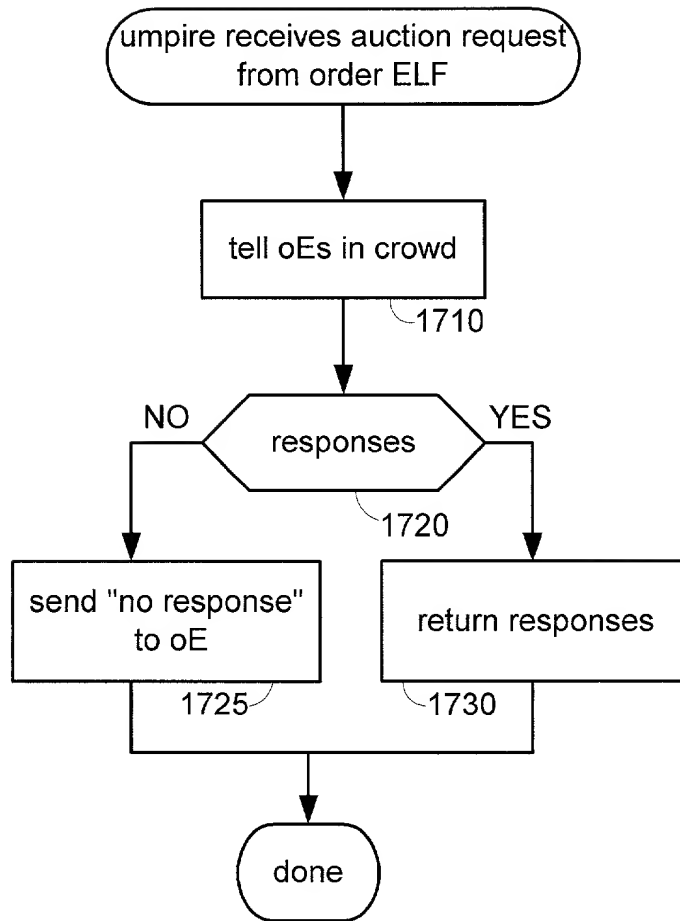 umpire receives auction request
from order ELF
tell oEs in crowd
1710
NO
YES
responses
1720
send "no response"
to oE
return responses
1725
1730
done